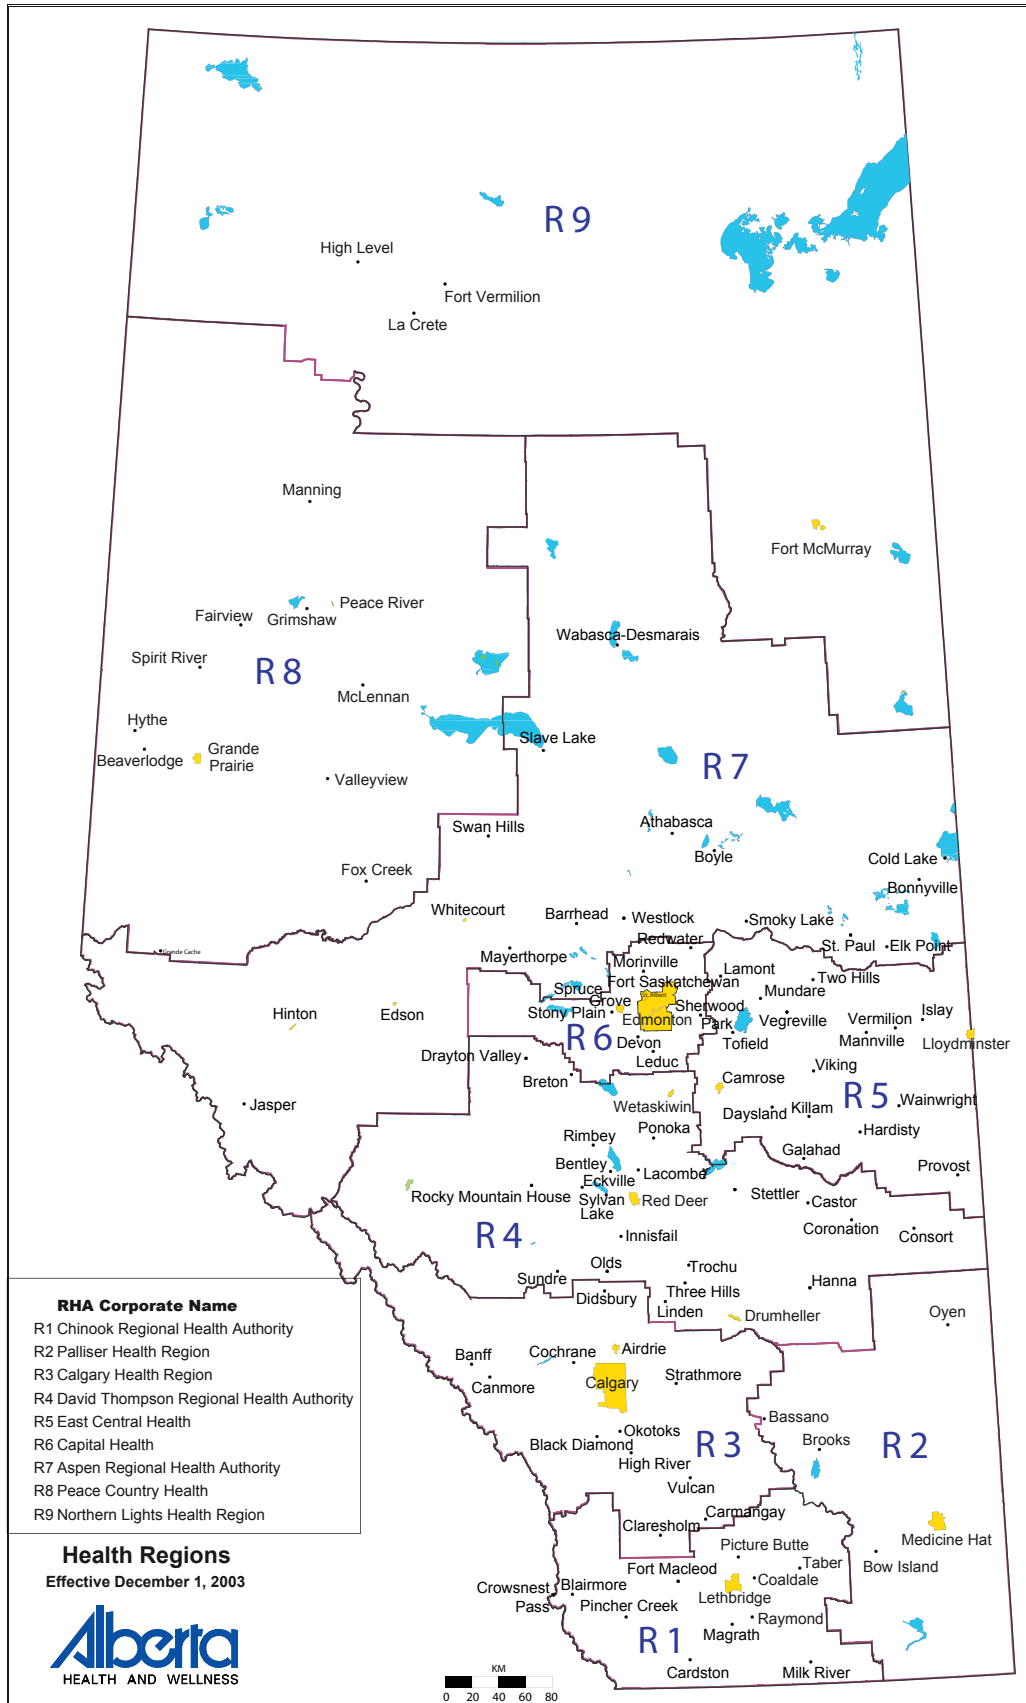 R 9
High Level
Fort Vermilion
La Crete
Manning
Fort McMurray
Peace River
Fairview
Grimshaw
Wabasca-Desmarais
Spirit River
R 8
McLennan
Hythe
Slave Lake
Beaverlodge
Grande
Prairie
R 7
Valleyview
Athabasca
Swan Hills
Boyle
Cold Lake
Fox Creek
Bonnyville
Whitecourt
Barrhead
Westlock
Smoky Lake
Redwater
St. Paul
Elk Point
Grande Cache
Mayerthorpe
Morinville
Lamont
Two Hills
Fort Saskatchewan
Spruce
Grove
St. Albert
Mundare
Hinton
Edson
Stony Plain
Edmonton
Sherwood
Park
Vegreville
Islay
Vermilion
Mannville
Lloydminster
R 6
Devon
Tofield
Drayton Valley
Leduc
Breton
Viking
Camrose
R 5
Wainwright
Jasper
Wetaskiwin
Daysland
Killam
Ponoka
Hardisty
Rimbey
Galahad
Bentley
Lacombe
Provost
Eckville
Rocky Mountain House
Sylvan
Lake
Red Deer
Stettler
Castor
Coronation
Consort
R 4
Innisfail
Olds
Trochu
Sundre
Three Hills
Hanna
Didsbury
Linden
Drumheller
Oyen
RHA Corporate Name
R1 Chinook Regional Health Authority
R2 Palliser Health Region
R3 Calgary Health Region
R4 David Thompson Regional Health Authority
R5 East Central Health
R6 Capital Health
R7 Aspen Regional Health Authority
R8 Peace Country Health
R9 Northern Lights Health Region
Banff
Cochrane
Airdrie
Canmore
Calgary
Strathmore
Bassano
Okotoks
Black Diamond
R 3
Brooks
R 2
High River
Vulcan
Carmangay
Claresholm
Medicine Hat
Picture Butte
Bow Island
Taber
Fort Macleod
Coaldale
Crowsnest
Pass
Blairmore
Lethbridge
Pincher Creek
Raymond
Magrath
R 1
Cardston
Milk River
Health Regions
Effective December 1, 2003
Alberta
HEALTH AND WELLNESS
KM
0 20 40 60 80